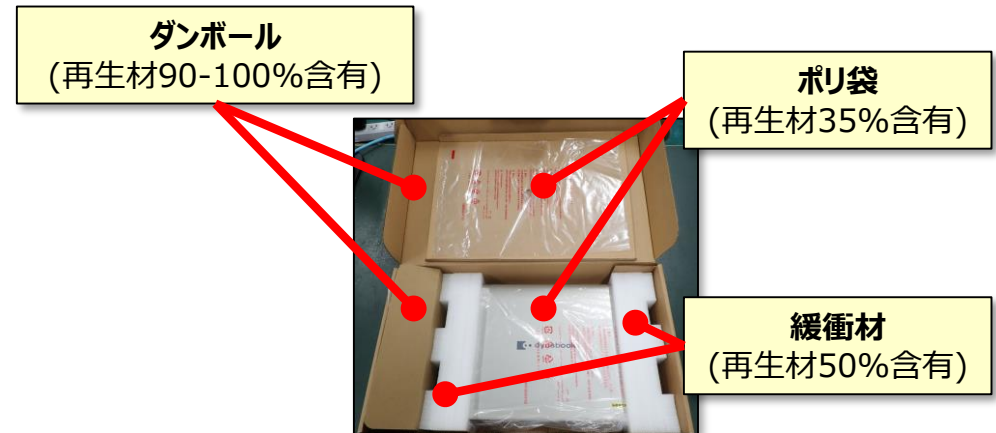 ダンボール
(再生材90-100%含有)
ポリ袋
(再生材35%含有)
dynabook
緩衝材
(再生材50%含有)